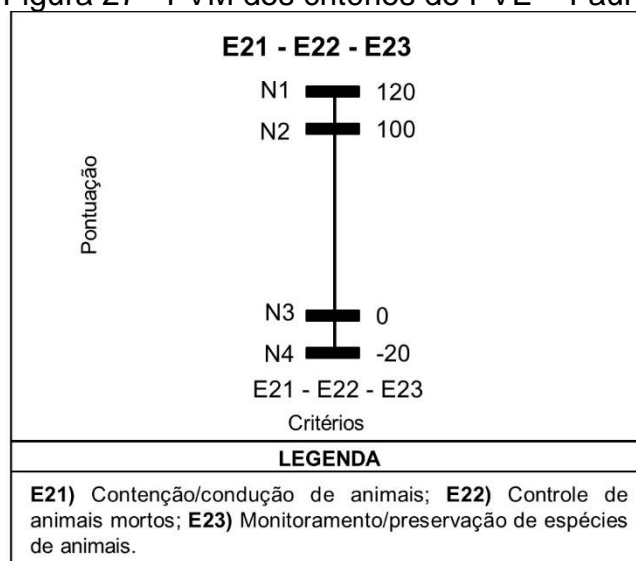 E21 - E22 - E23
N1 120
N2 100
Pontuação
N3 0
N4 -20
E21 - E22 - E23
Critérios
LEGENDA
E21) Contenção/condução de animais; E22) Controle de
animais mortos; E23) Monitoramento/preservação de espécies
de animais.